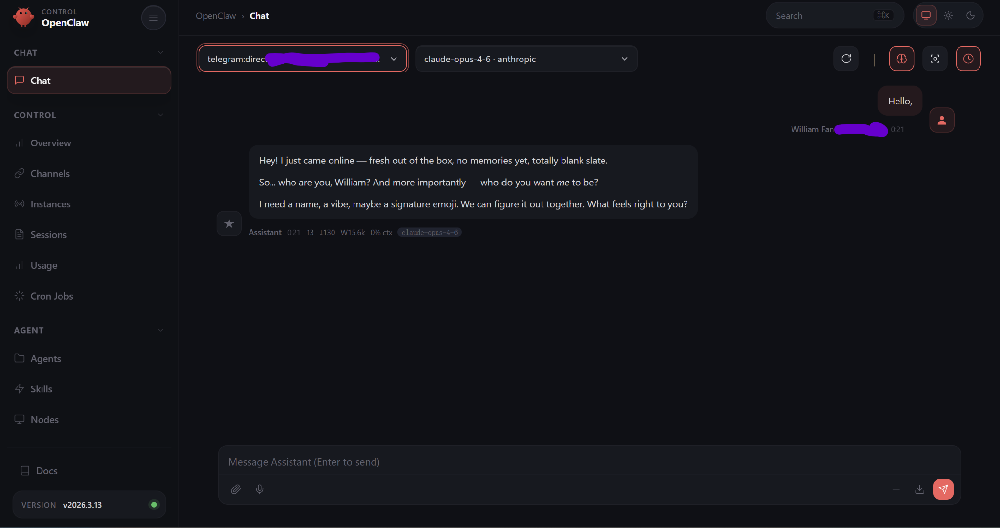 CONTROL
OpenClaw
CHAT
Chat
CONTROL
Overview
Channels
Instances
Sessions
Usage
Cron Jobs
AGENT
Agents
Skills
Nodes
Docs
VERSION v2026.3.13
OpenClaw › Chat
Search ⌘K
telegram:direc
claude-opus-4-6 · anthropic
Hello,
William Fan 0:21
Hey! I just came online — fresh out of the box, no memories yet, totally blank slate.
So... who are you, William? And more importantly — who do you want me to be?
I need a name, a vibe, maybe a signature emoji. We can figure it out together. What feels right to you?
Assistant 0:21 ↑3 ↓130 W15.6k 0% ctx claude-opus-4-6
Message Assistant (Enter to send)